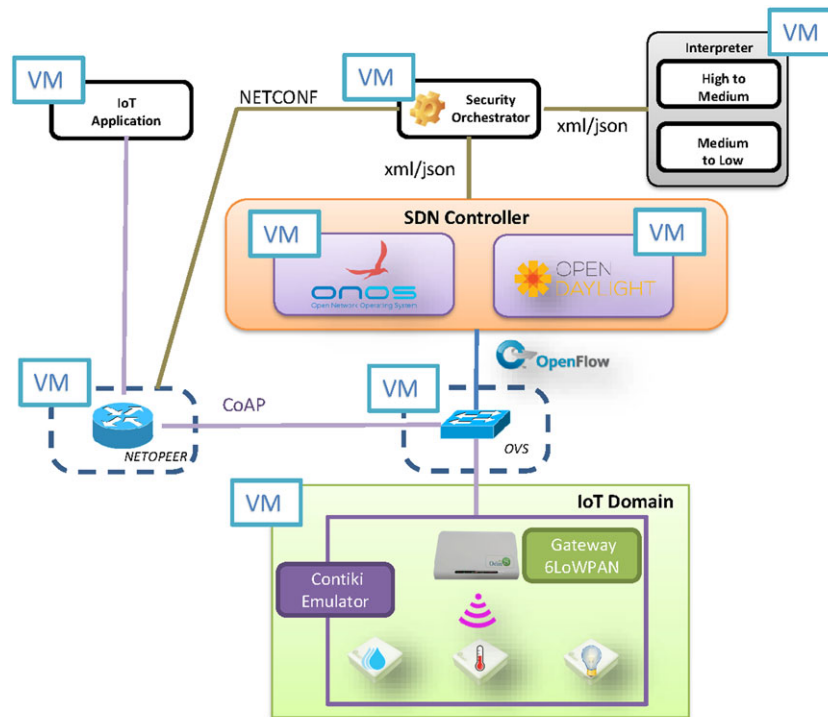 VM
IoT
Application
NETCONF
VM
Security
Orchestrator
xml/json
xml/json
VM
Interpreter
High to
Medium
Medium
to Low
SDN Controller
VM
onos
Open Network Operating System
VM
OPEN
DAYLIGHT
OpenFlow
VM
NETOPEER
CoAP
VM
OVS
VM
IoT Domain
Gateway
6LoWPAN
Contiki
Emulator